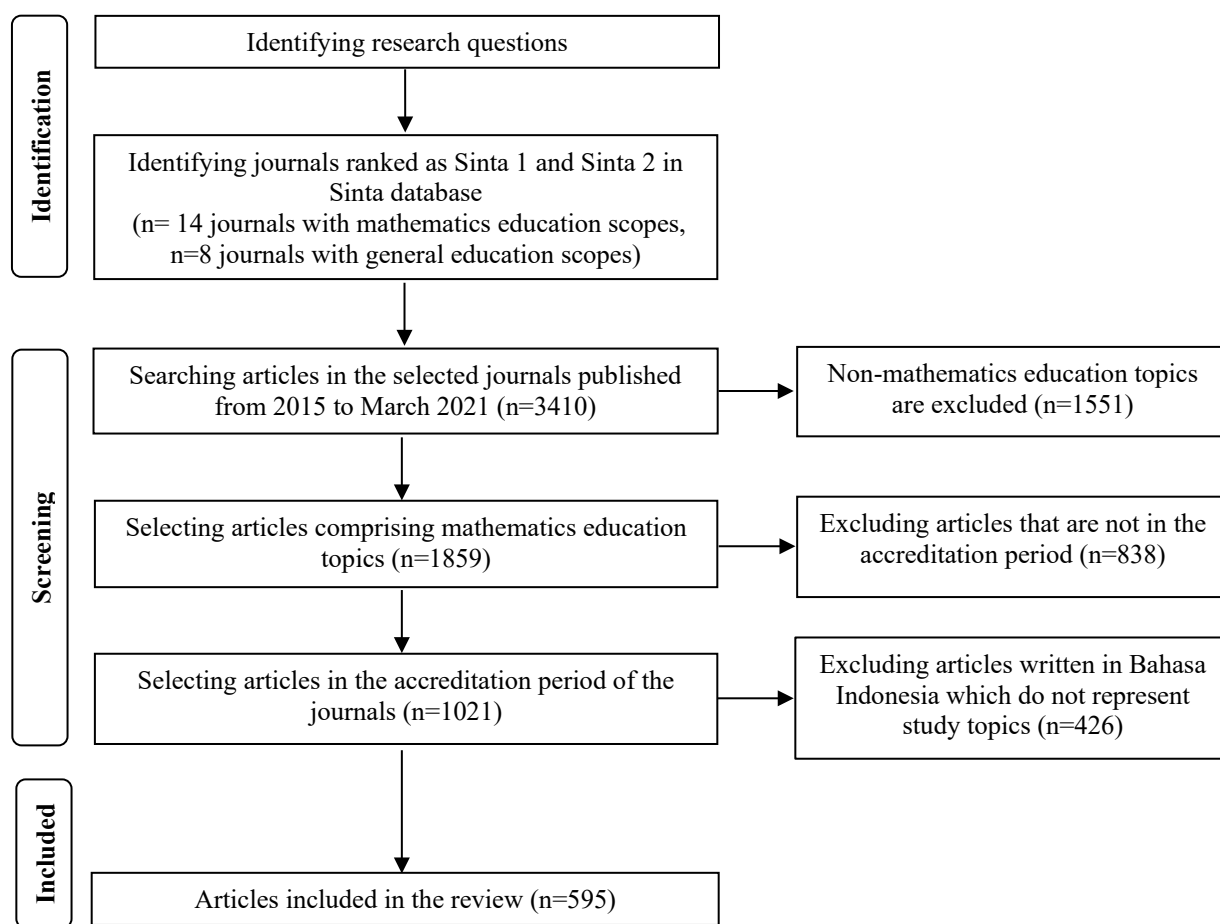 Identification
Identifying research questions
Identifying journals ranked as Sinta 1 and Sinta 2 in
Sinta database
(n= 14 journals with mathematics education scopes,
n=8 journals with general education scopes)
Screening
Searching articles in the selected journals published
from 2015 to March 2021 (n=3410)
Non-mathematics education topics
are excluded (n=1551)
Selecting articles comprising mathematics education
topics (n=1859)
Excluding articles that are not in the
accreditation period (n=838)
Selecting articles in the accreditation period of the
journals (n=1021)
Excluding articles written in Bahasa
Indonesia which do not represent
study topics (n=426)
Included
Articles included in the review (n=595)